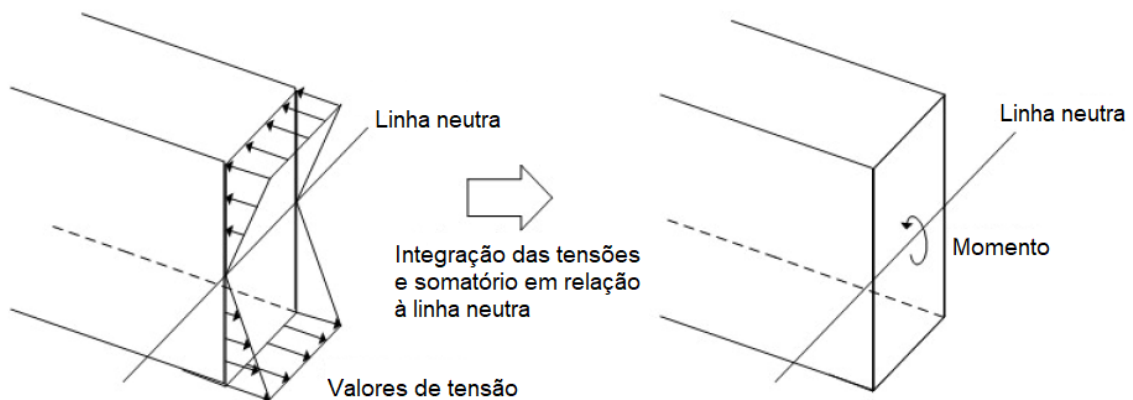 Linha neutra
Integração das tensões
e somatório em relação
à linha neutra
Valores de tensão
Linha neutra
Momento